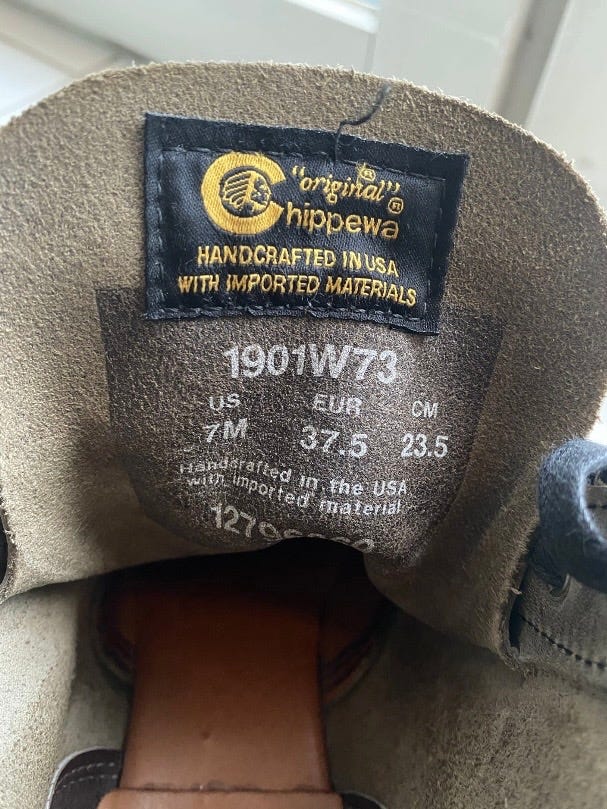 "original"®
Chippewa®
HANDCRAFTED IN USA
WITH IMPORTED MATERIALS
1901W73
US EUR CM
7M 37.5 23.5
Handcrafted in the USA
with imported material